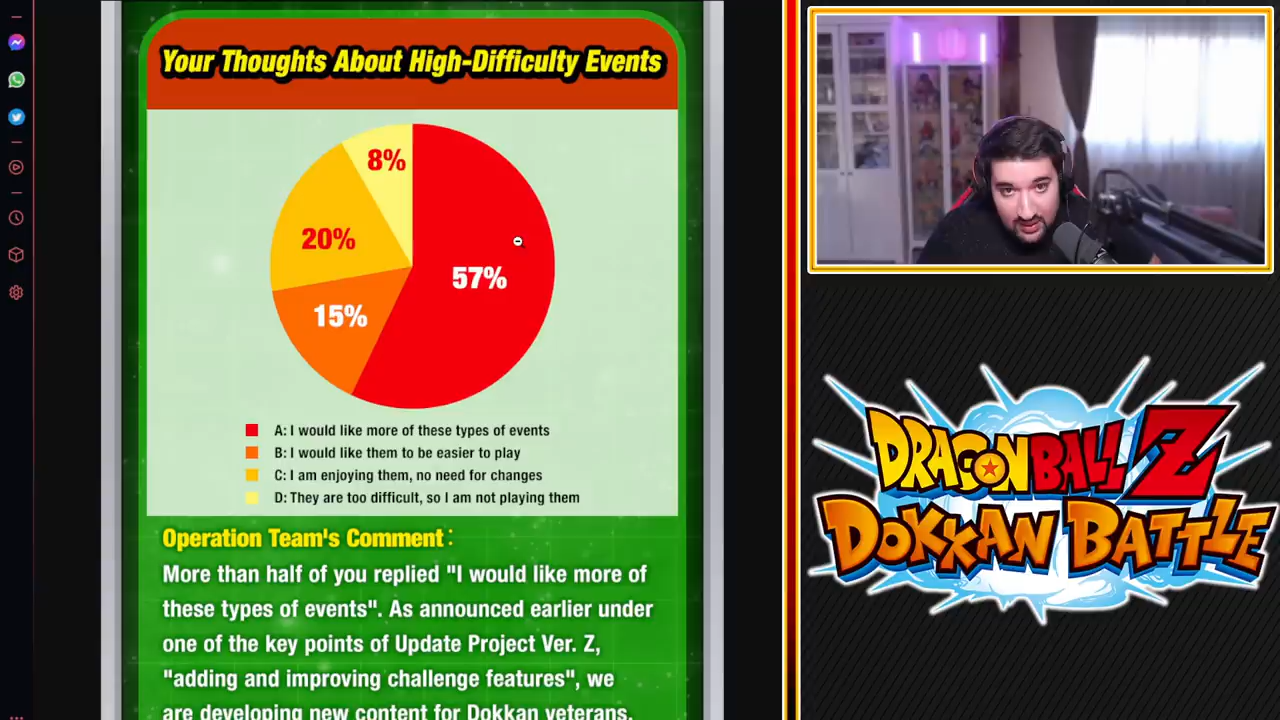 Your Thoughts About High-Difficulty Events
8%
20%
57%
15%
A: I would like more of these types of events
B: I would like them to be easier to play
C: I am enjoying them, no need for changes
D: They are too difficult, so I am not playing them
Operation Team's Comment:
More than half of you replied "I would like more of
these types of events". As announced earlier under
one of the key points of Update Project Ver. Z,
"adding and improving challenge features", we
are developing new content for Dokkan veterans.
DRAGON BALL Z
DOKKAN BATTLE